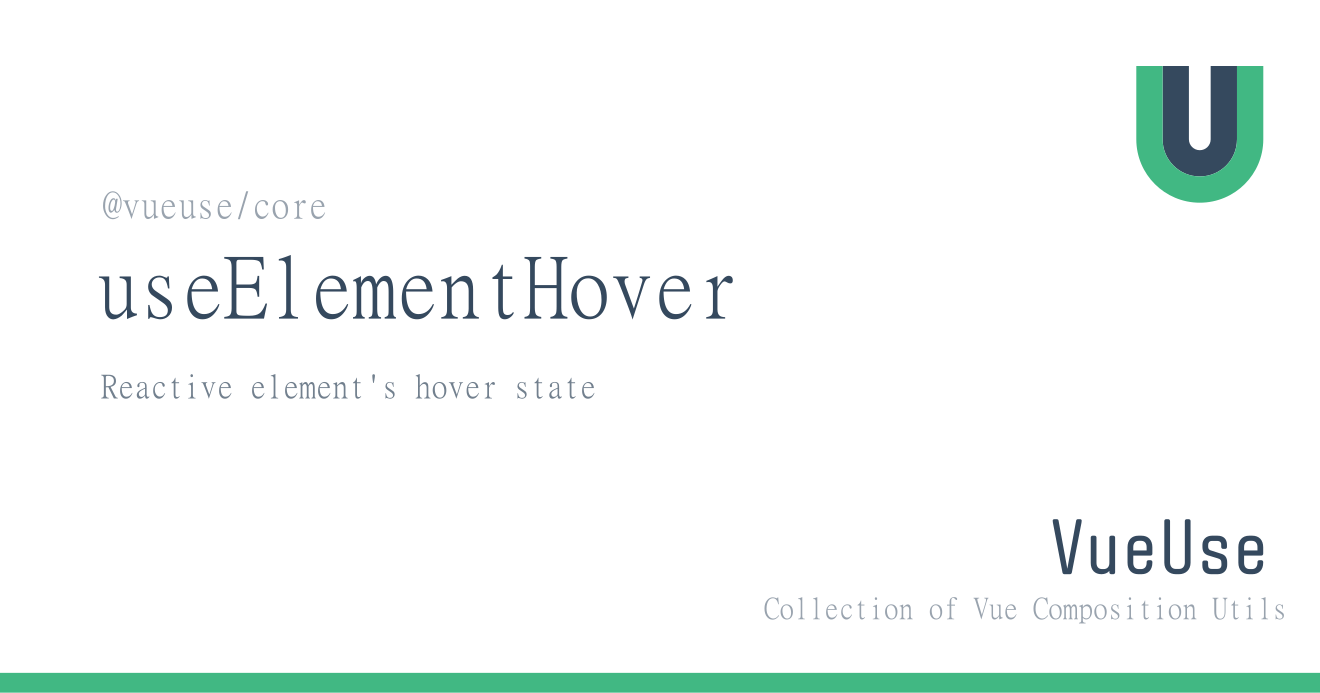 @vueuse/core
useElementHover
Reactive element's hover state
VueUse
Collection of Vue Composition Utils